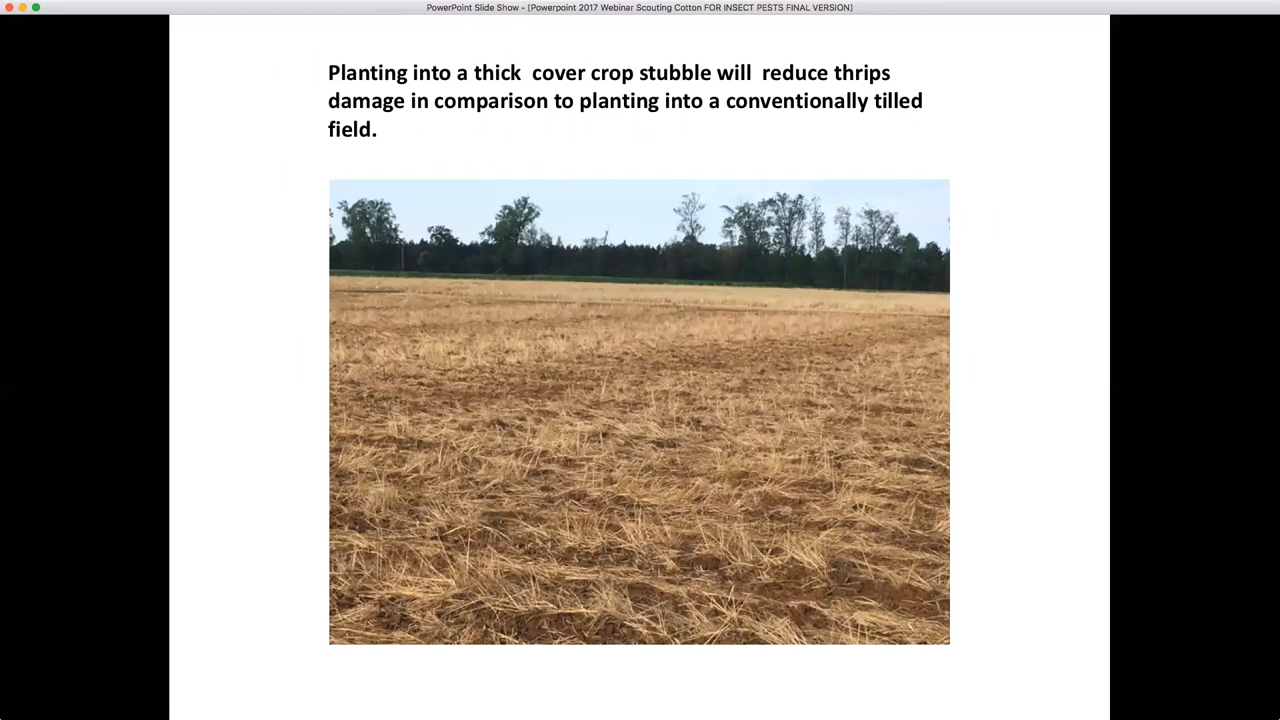 PowerPoint Slide Show - [Powerpoint 2017 Webinar Scouting Cotton FOR INSECT PESTS FINAL VERSION]
Planting into a thick  cover crop stubble will  reduce thrips
damage in comparison to planting into a conventionally tilled
field.